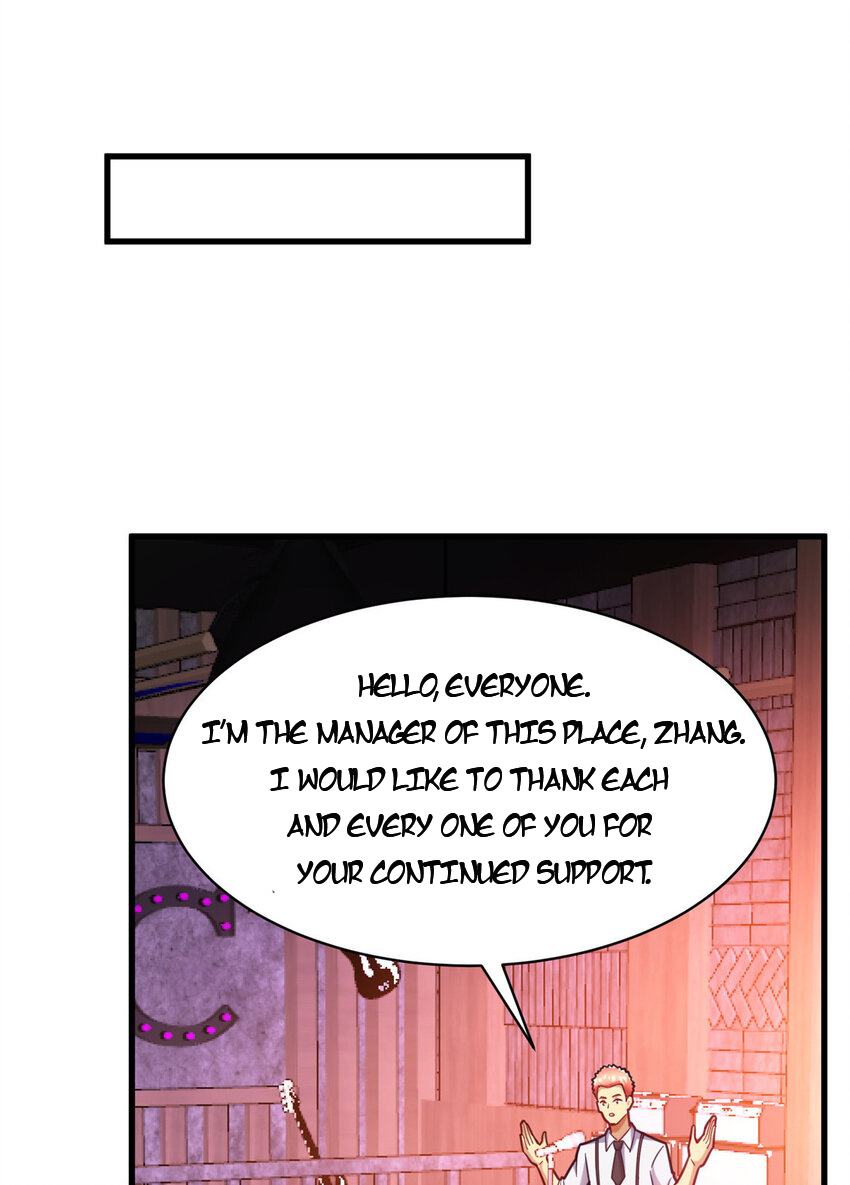 HELLO, EVERYONE.
I'M THE MANAGER OF THIS PLACE, ZHANG.
I WOULD LIKE TO THANK EACH
AND EVERY ONE OF YOU FOR
YOUR CONTINUED SUPPORT.
C